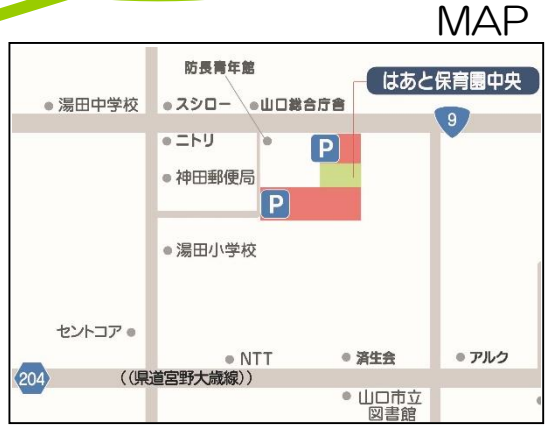 MAP
防長青年館
はあと保育園中央
湯田中学校
スシロー
山口総合庁舎
9
ニトリ
P
神田郵便局
P
湯田小学校
セントコア
NTT
済生会
アルク
204
((県道宮野大歳線))
山口市立
図書館